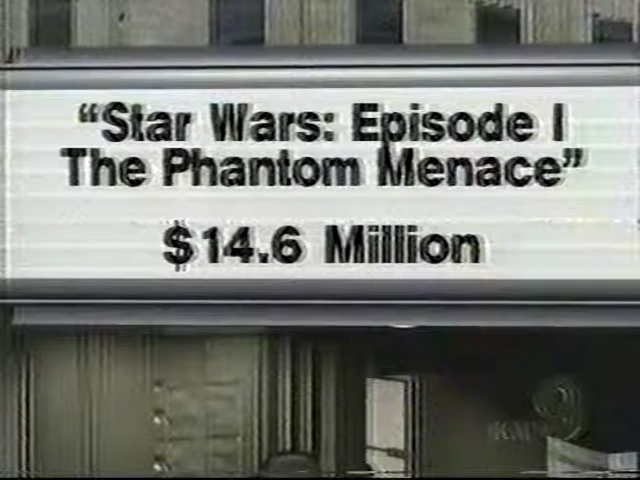 “Star Wars: Episode I
The Phantom Menace”
$14.6 Million